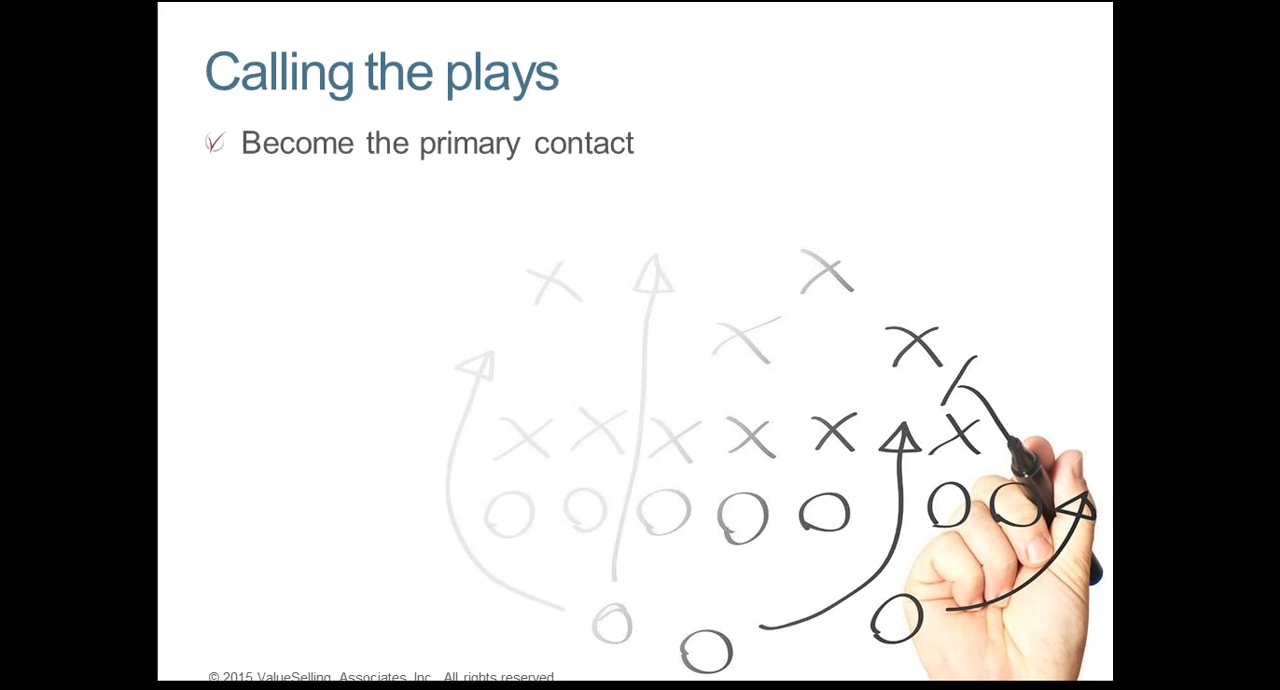 Calling the plays
Become the primary contact
© 2015 ValueSelling, Associates, Inc. All rights reserved